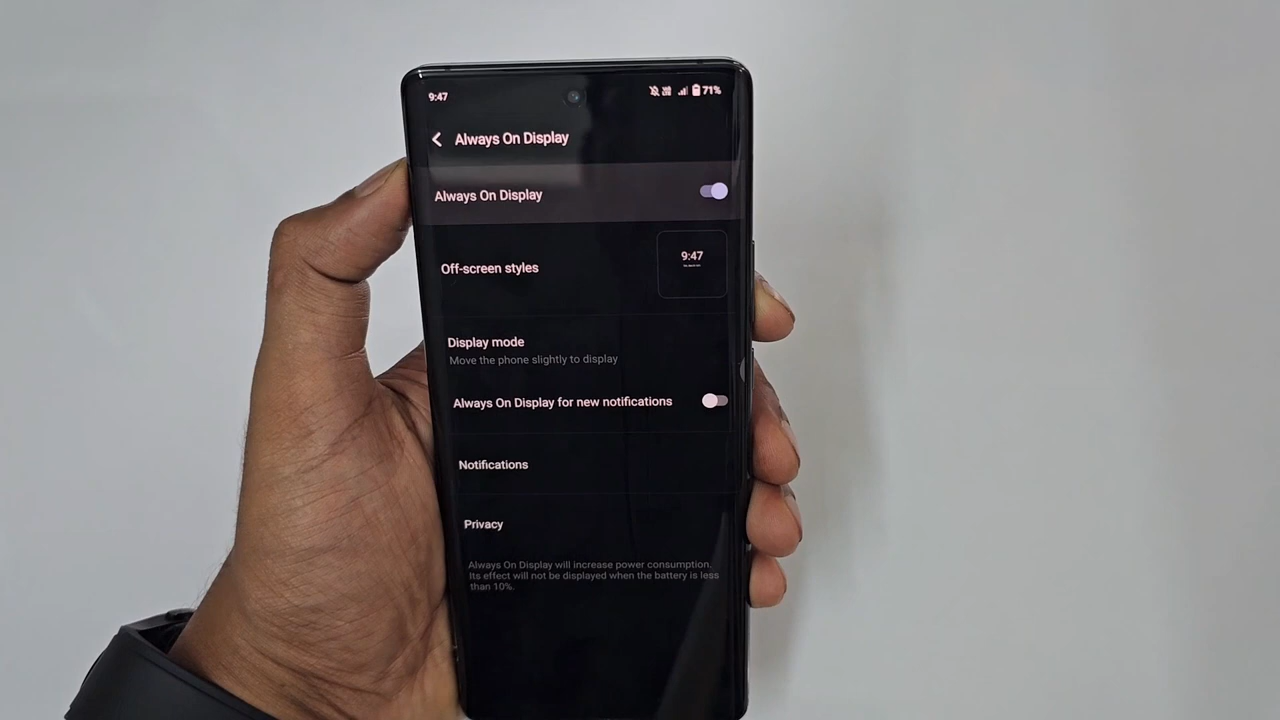 9:47
71%
Always On Display
Always On Display
Off-screen styles
9:47
Display mode
Move the phone slightly to display
Always On Display for new notifications
Notifications
Privacy
Always On Display will increase power consumption.
Its effect will not be displayed when the battery is less
than 10%.